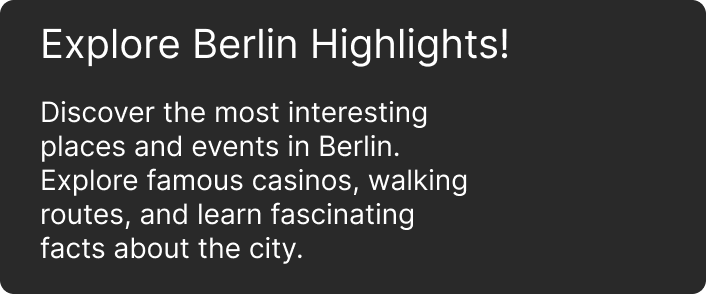 Explore Berlin Highlights!
Discover the most interesting
places and events in Berlin.
Explore famous casinos, walking
routes, and learn fascinating
facts about the city.